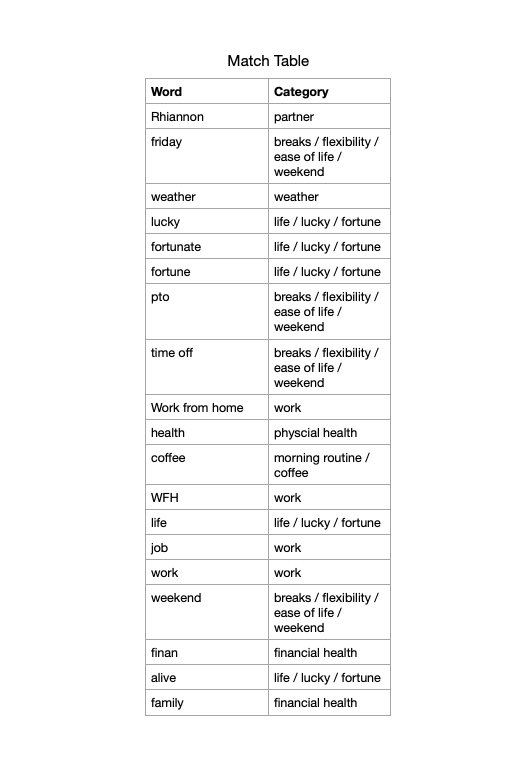 Match Table
Word Category
Rhiannon partner
friday breaks / flexibility /
ease of life /
weekend
weather weather
lucky life / lucky / fortune
fortunate life / lucky / fortune
fortune life / lucky / fortune
pto breaks / flexibility /
ease of life /
weekend
time off breaks / flexibility /
ease of life /
weekend
Work from home work
health physcial health
coffee morning routine /
coffee
WFH work
life life / lucky / fortune
job work
work work
weekend breaks / flexibility /
ease of life /
weekend
finan financial health
alive life / lucky / fortune
family financial health